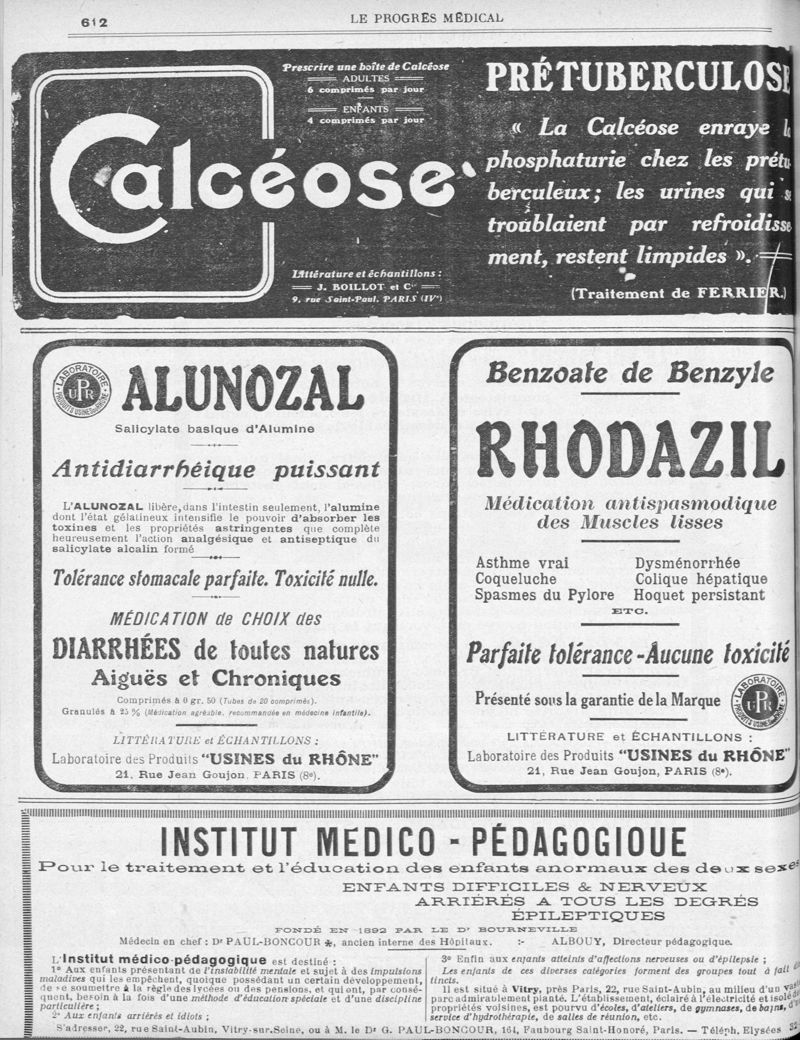 612
LE PROGRÈS MÉDICAL
Calcéose
Prescrire une boîte de Calcéose
ADULTES
6 comprimés par jour
ENFANTS
4 comprimés par jour
Littérature et échantillons :
J. BOILLOT et Cie
9, rue Saint-Paul, PARIS (IVe)
PRÉTUBERCULOSE
« La Calcéose enraye l
phosphaturie chez les prétu
berculeux; les urines qui s
troublaient par refroidisse
ment, restent limpides ».
(Traitement de FERRIER.)
LABORATOIRE
UPR
PRODUITS D'USINES du RHÔNE
ALUNOZAL
Salicylate basique d'Alumine
Antidiarrhéique puissant
L'ALUNOZAL libère, dans l'intestin seulement, l'alumine
dont l'état gélatineux intensifie le pouvoir d'absorber les
toxines et les propriétés astringentes que complète
heureusement l'action analgésique et antiseptique du
salicylate alcalin formé
Tolérance stomacale parfaite. Toxicité nulle.
MÉDICATION de CHOIX des
DIARRHÉES de toutes natures
Aiguës et Chroniques
Comprimés à 0 gr. 50 (Tubes de 20 comprimés).
Granulés à 25 % (Médication agréable, recommandée en médecine infantile).
LITTÉRATURE et ÉCHANTILLONS :
Laboratoire des Produits "USINES du RHÔNE"
21, Rue Jean Goujon, PARIS (8e).
Benzoate de Benzyle
RHODAZIL
Médication antispasmodique
des Muscles lisses
Asthme vrai Dysménorrhée
Coqueluche Colique hépatique
Spasmes du Pylore Hoquet persistant
ETC.
Parfaite tolérance - Aucune toxicité
Présenté sous la garantie de la Marque
LABORATOIRE
UPR
LITTÉRATURE et ÉCHANTILLONS :
Laboratoire des Produits "USINES du RHÔNE"
21, Rue Jean Goujon, PARIS (8e).
INSTITUT MEDICO - PÉDAGOGIQUE
Pour le traitement et l'éducation des enfants anormaux des deux sexes
ENFANTS DIFFICILES & NERVEUX
ARRIÉRÉS A TOUS LES DEGRÉS
ÉPILEPTIQUES
FONDÉ EN 1892 PAR LE Dr BOURNEVILLE
Médecin en chef : Dr PAUL-BONCOUR *, ancien interne des Hôpitaux. :- ALBOUY, Directeur pédagogique.
L'Institut médico-pédagogique est destiné :
1° Aux enfants présentant de l'instabilité mentale et sujet à des impulsions
maladives qui les empêchent, quoique possédant un certain développement,
de se soumettre à la règle des lycées ou des pensions, et qui ont, par consé-
quent, besoin à la fois d'une méthode d'éducation spéciale et d'une discipline
particulière ;
2° Aux enfants arriérés et idiots ;
3° Enfin aux enfants atteints d'affections nerveuses ou d'épilepsie ;
Les enfants de ces diverses catégories forment des groupes tout à fait
tincts.
Il est situé à Vitry, près Paris, 22, rue Saint-Aubin, au milieu d'un vas
parc admirablement planté. L'établissement, éclairé à l'électricité et isolé d
propriétés voisines, est pourvu d'écoles, d'ateliers, de gymnases, de bains,
service d'hydrothérapie, de salles de réunion, etc.
S'adresser, 22, rue Saint-Aubin, Vitry-sur-Seine, ou à M. le Dr G. PAUL-BONCOUR, 164, Faubourg Saint-Honoré, Paris. — Téléph. Elysées 32